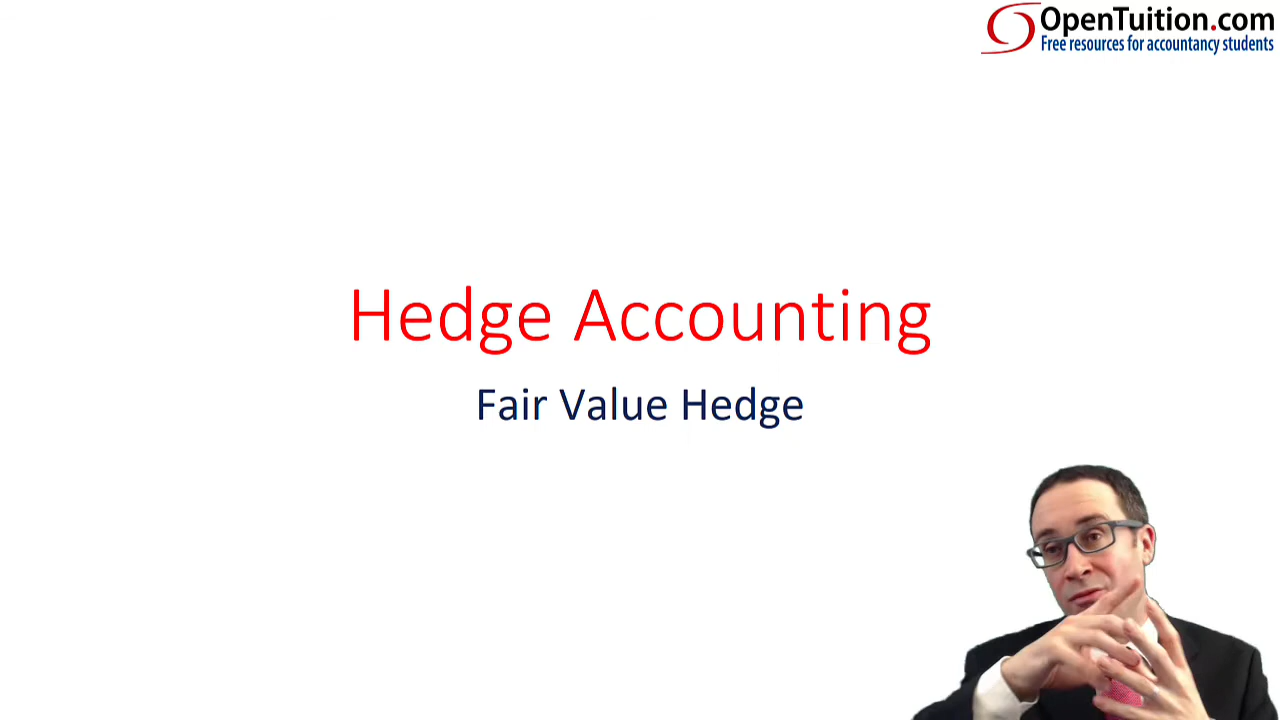 OpenTuition.com
Free resources for accountancy students
Hedge Accounting
Fair Value Hedge